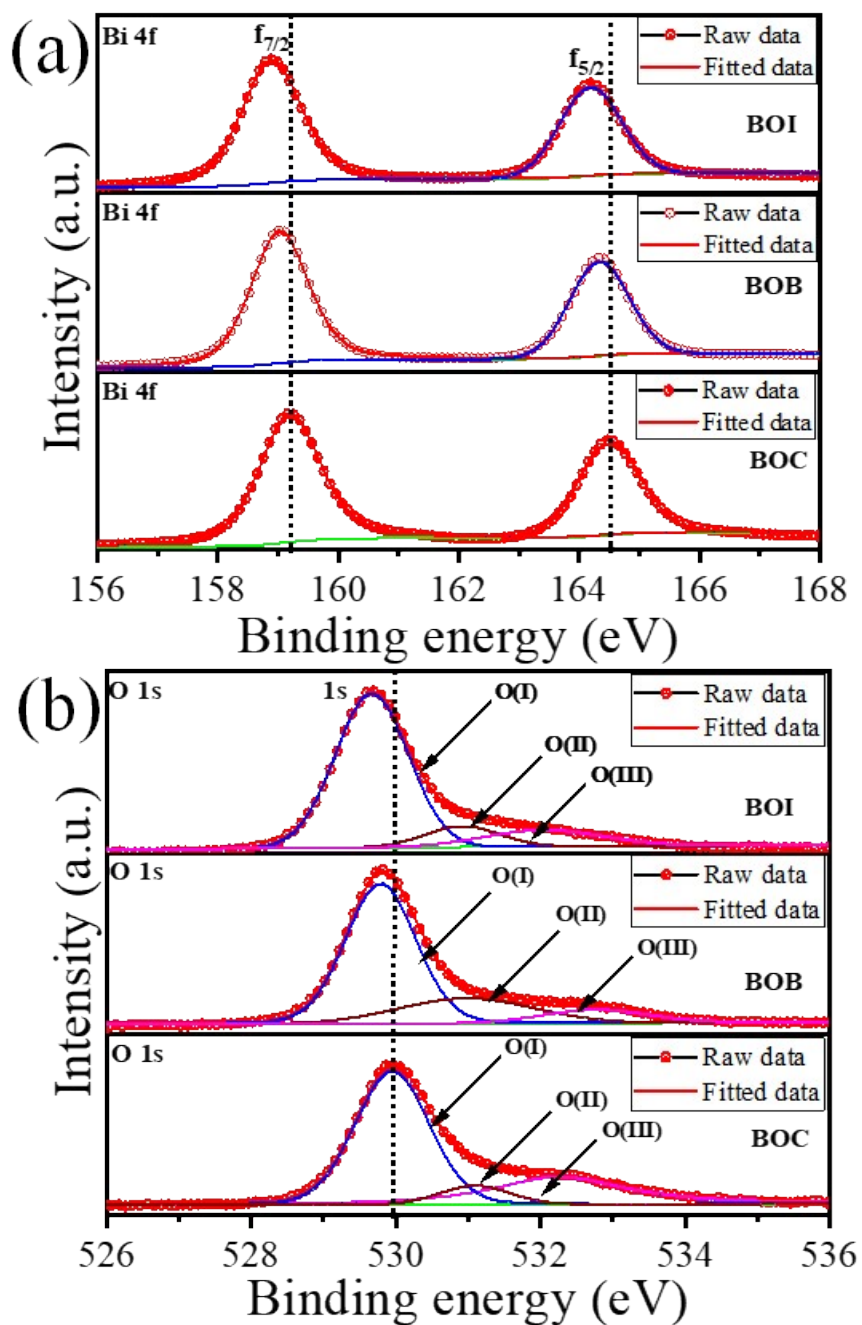 (a)
Bi 4f
f7/2
f5/2
Raw data
Fitted data
BOI
Bi 4f
Raw data
Fitted data
BOB
Bi 4f
Raw data
Fitted data
BOC
Intensity (a.u.)
156 158 160 162 164 166 168
Binding energy (eV)
(b)
O 1s
1s
O(I)
O(II)
O(III)
Raw data
Fitted data
BOI
O 1s
O(I)
O(II)
O(III)
Raw data
Fitted data
BOB
O 1s
O(I)
O(II)
O(III)
Raw data
Fitted data
BOC
Intensity (a.u.)
526 528 530 532 534 536
Binding energy (eV)